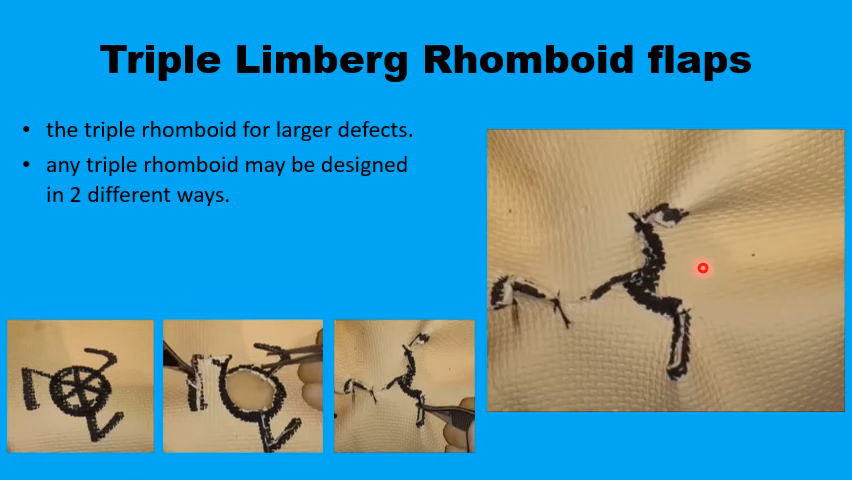 Triple Limberg Rhomboid flaps
• the triple rhomboid for larger defects.
• any triple rhomboid may be designed
in 2 different ways.